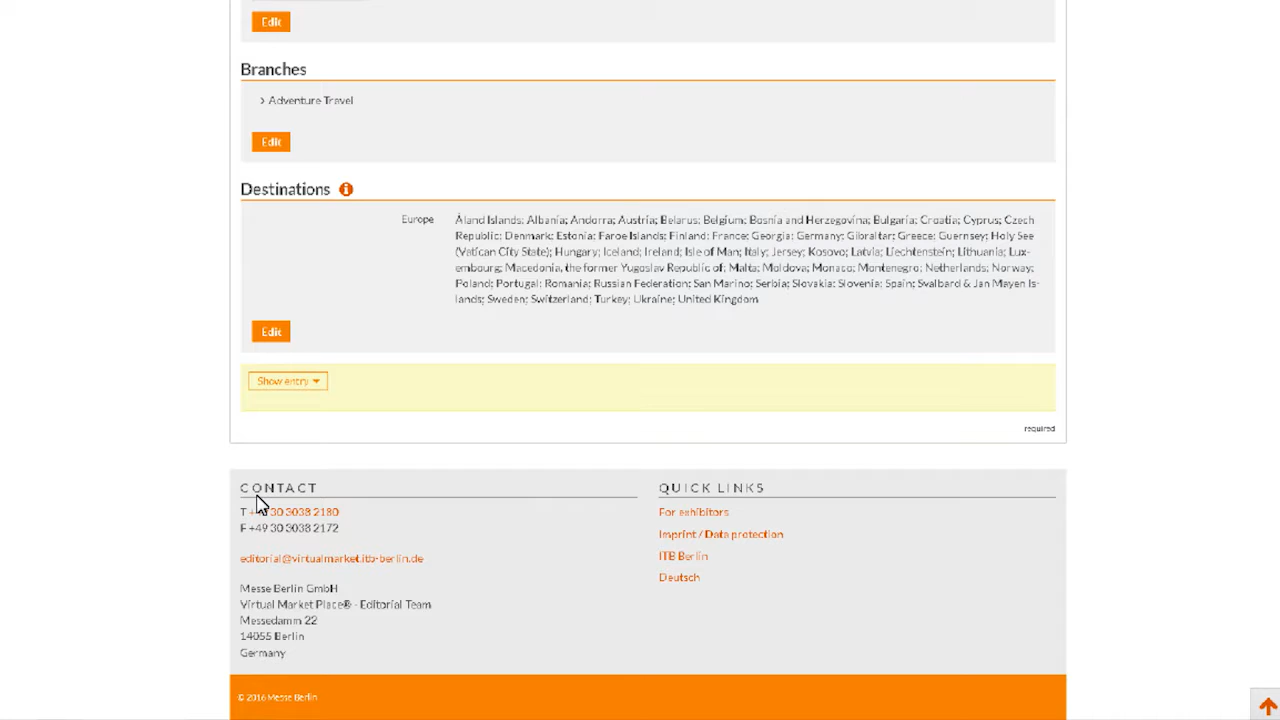 Edit
Branches
Adventure Travel
Edit
Destinations
Europe
Åland Islands; Albania; Andorra; Austria; Belarus; Belgium; Bosnia and Herzegovina; Bulgaria; Croatia; Cyprus; Czech
Republic; Denmark; Estonia; Faroe Islands; Finland; France; Georgia; Germany; Gibraltar; Greece; Guernsey; Holy See
(Vatican City State); Hungary; Iceland; Ireland; Isle of Man; Italy; Jersey; Kosovo; Latvia; Liechtenstein; Lithuania; Lux-
embourg; Macedonia, the former Yugoslav Republic of; Malta; Moldova; Monaco; Montenegro; Netherlands; Norway;
Poland; Portugal; Romania; Russian Federation; San Marino; Serbia; Slovakia; Slovenia; Spain; Svalbard & Jan Mayen Is-
lands; Sweden; Switzerland; Turkey; Ukraine; United Kingdom
Edit
Show entry
required
CONTACT
T +49 30 3038 2180
F +49 30 3038 2172
editorial@virtualmarket.itb-berlin.de
Messe Berlin GmbH
Virtual Market Place® - Editorial Team
Messedamm 22
14055 Berlin
Germany
QUICK LINKS
For exhibitors
Imprint / Data protection
ITB Berlin
Deutsch
© 2016 Messe Berlin